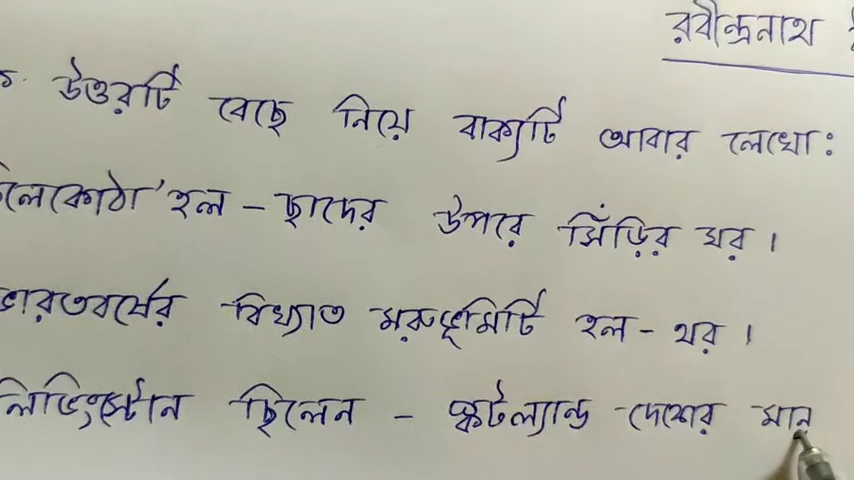 রবীন্দ্রনাথ
উত্তরটি বেছে নিয়ে বাক্যটি আবার লেখো:
লেকোঠা' হল - ছাদের উপরে সিঁড়ির ঘর।
ভারতবর্ষের বিখ্যাত মরুভূমিটি হল - থর।
লিভিংস্টোন ছিলেন - স্কটল্যান্ড দেশের মান